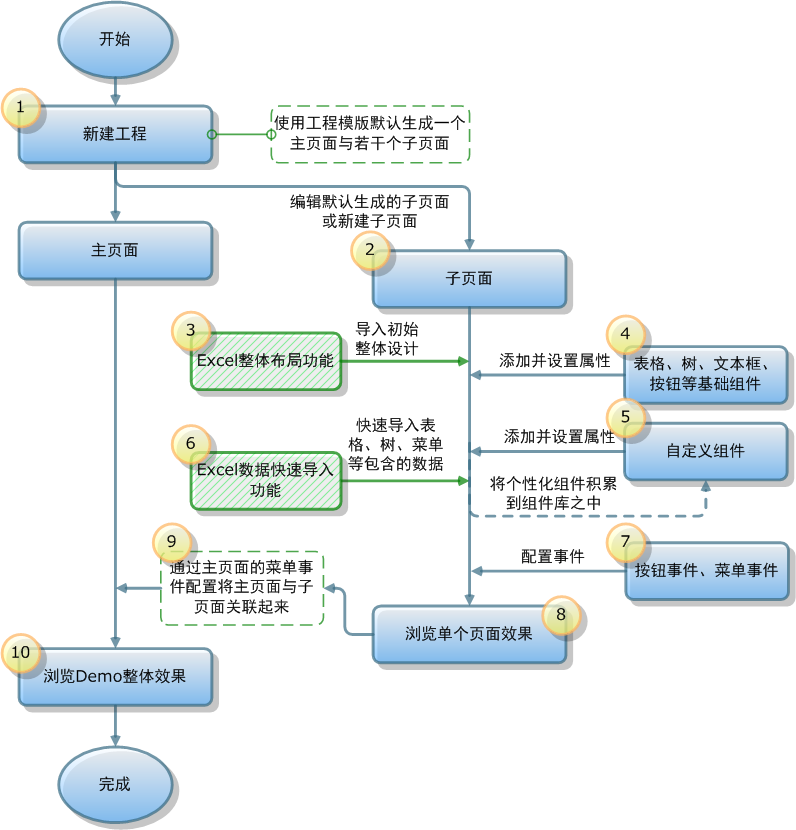 开始
1
新建工程
使用工程模版默认生成一个
主页面与若干个子页面
编辑默认生成的子页面
或新建子页面
主页面
2
子页面
3
Excel整体布局功能
导入初始
整体设计
4
添加并设置属性
表格、树、文本框、
按钮等基础组件
5
添加并设置属性
自定义组件
6
Excel数据快速导入
功能
快速导入表
格、树、菜单
等包含的数据
将个性化组件积累
到组件库之中
7
配置事件
按钮事件、菜单事件
9
通过主页面的菜单事
件配置将主页面与子
页面关联起来
8
浏览单个页面效果
10
浏览Demo整体效果
完成